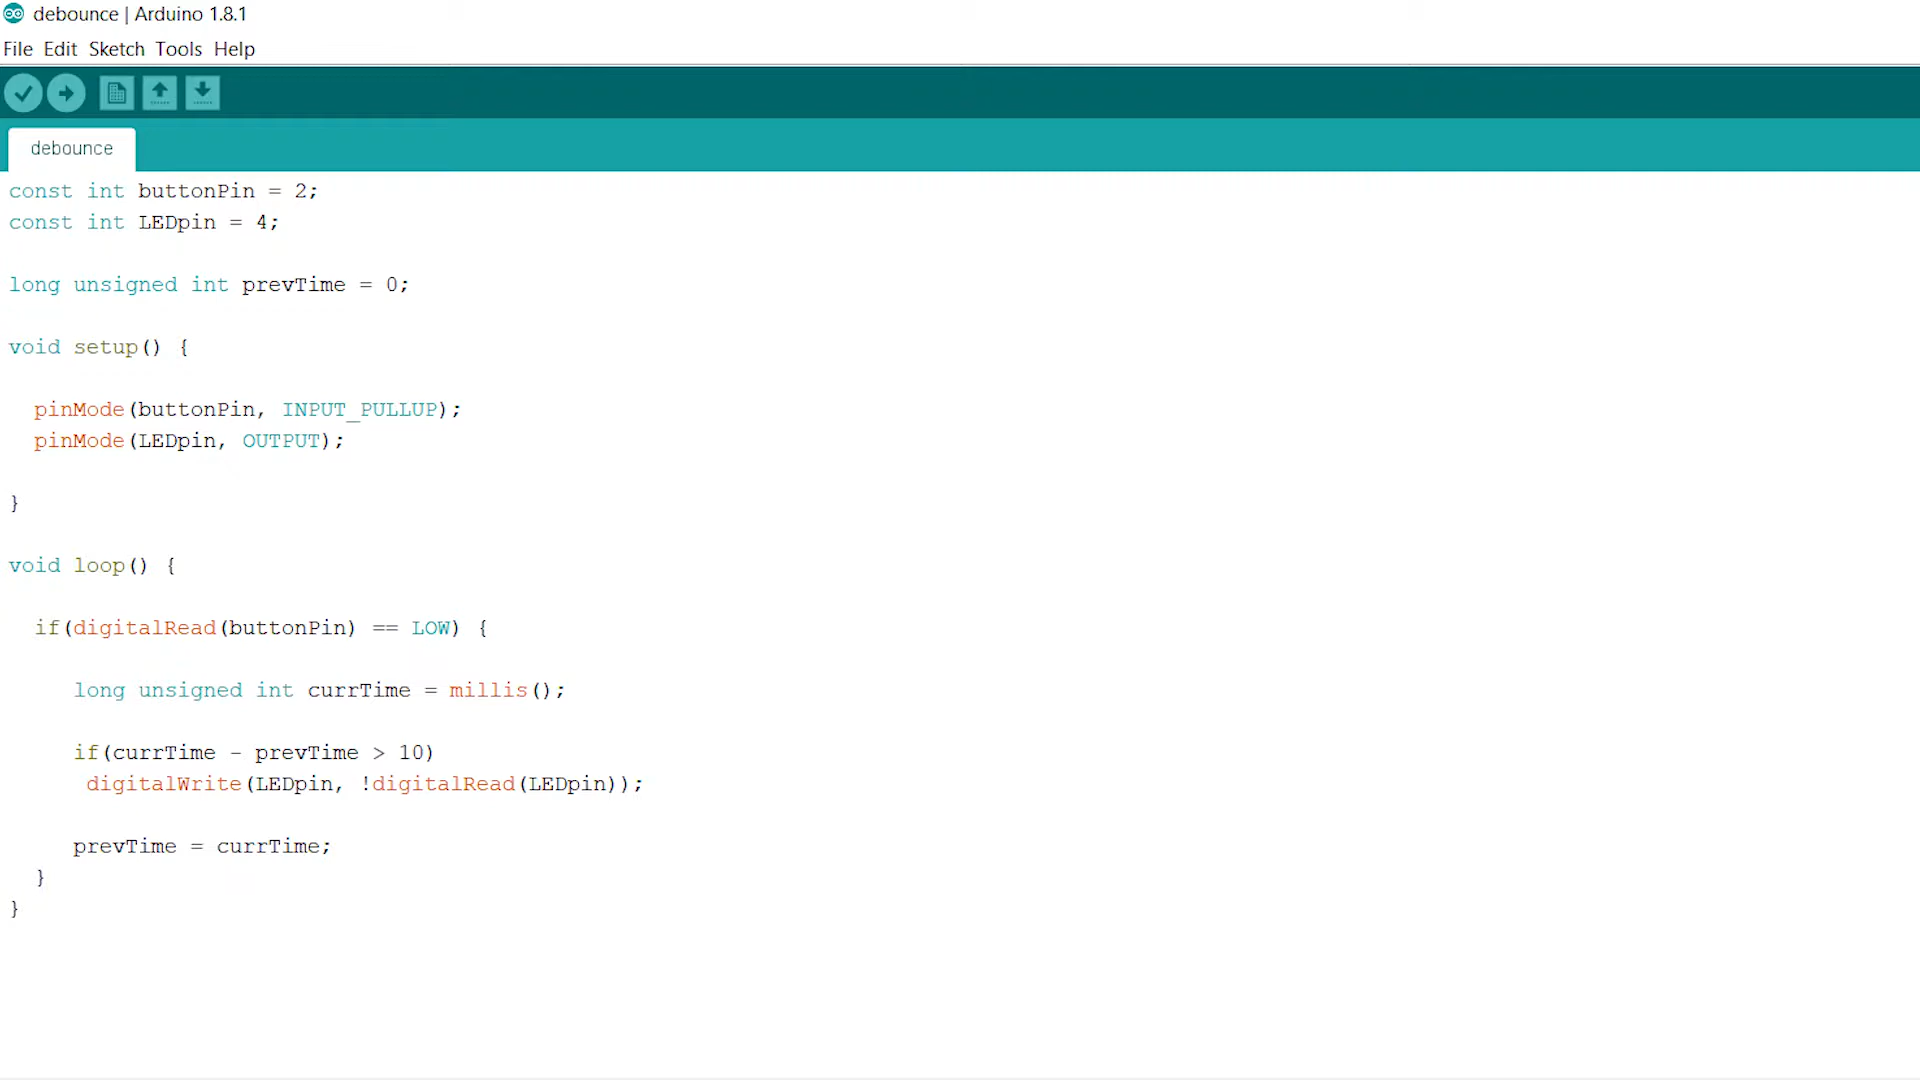 debounce | Arduino 1.8.1
File Edit Sketch Tools Help
debounce
const int buttonPin = 2;
const int LEDpin = 4;
long unsigned int prevTime = 0;
void setup() {
pinMode(buttonPin, INPUT_PULLUP);
pinMode(LEDpin, OUTPUT);
}
void loop() {
if(digitalRead(buttonPin) == LOW) {
long unsigned int currTime = millis();
if(currTime - prevTime > 10)
digitalWrite(LEDpin, !digitalRead(LEDpin));
prevTime = currTime;
}
}